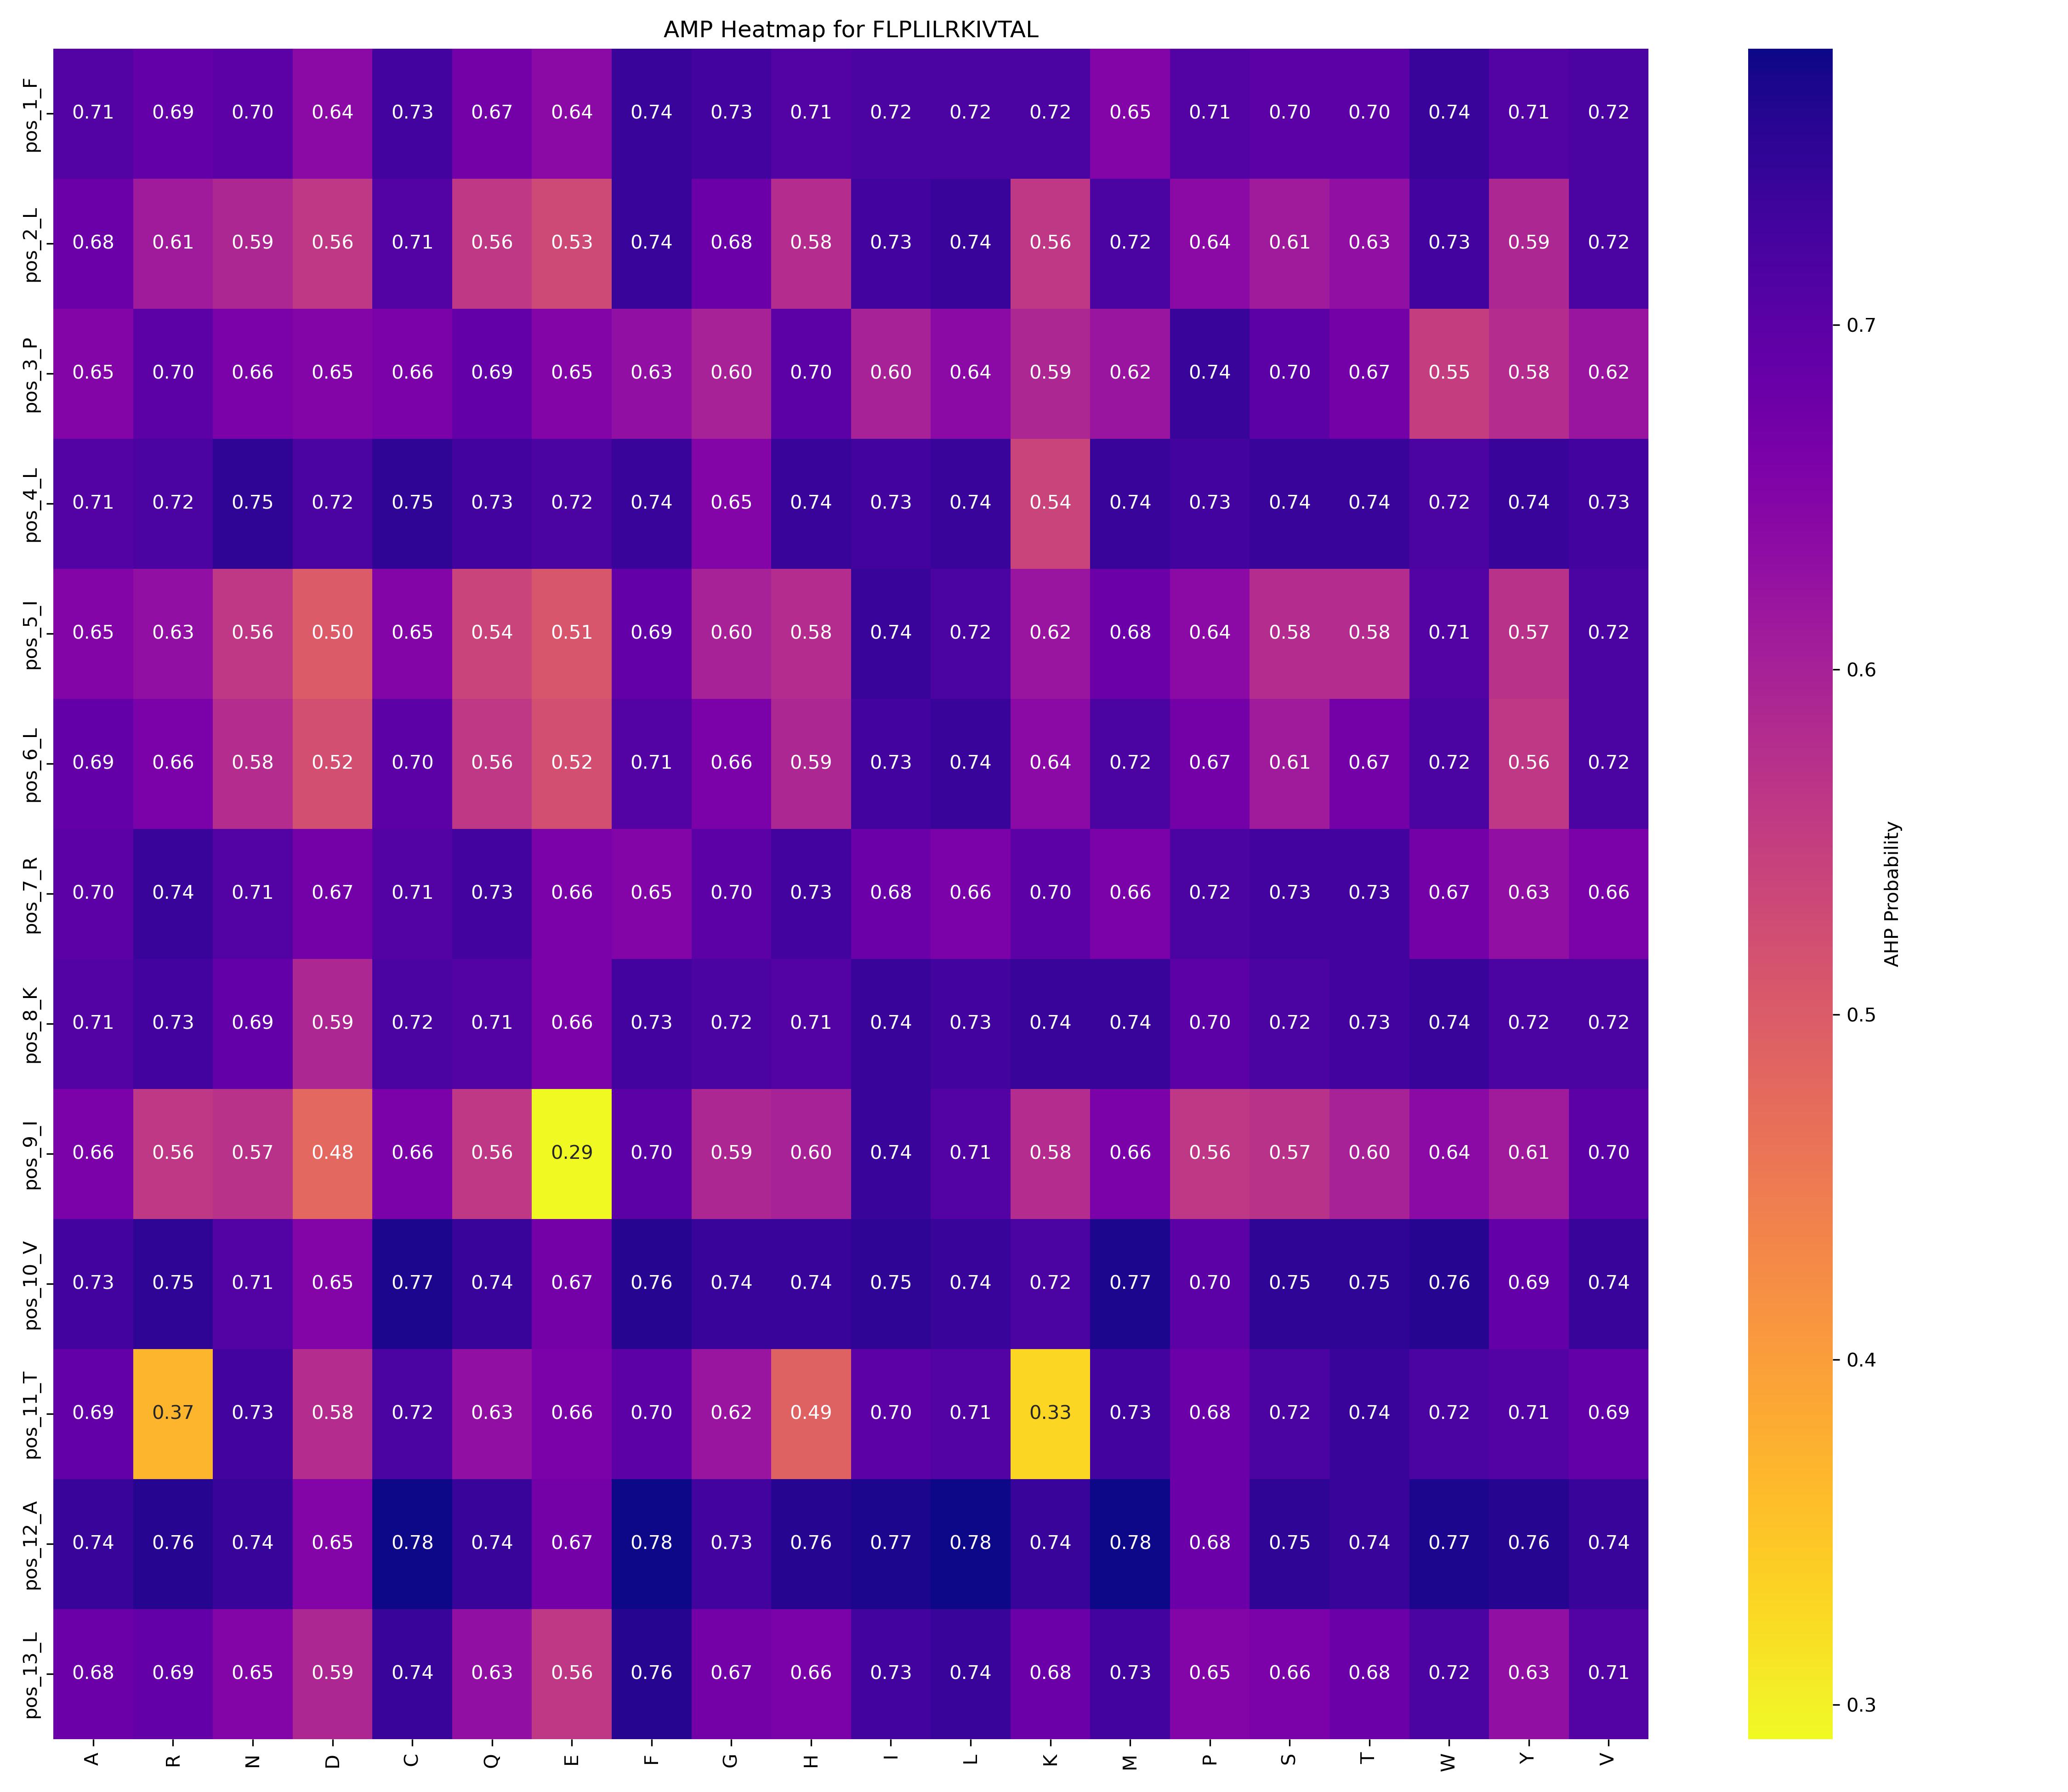 AMP Heatmap for FLPLILRKIVTAL
pos_1_F 0.71 0.69 0.70 0.64 0.73 0.67 0.64 0.74 0.73 0.71 0.72 0.72 0.72 0.65 0.71 0.70 0.70 0.74 0.71 0.72
pos_2_L 0.68 0.61 0.59 0.56 0.71 0.56 0.53 0.74 0.68 0.58 0.73 0.74 0.56 0.72 0.64 0.61 0.63 0.73 0.59 0.72
pos_3_P 0.65 0.70 0.66 0.65 0.66 0.69 0.65 0.63 0.60 0.70 0.60 0.64 0.59 0.62 0.74 0.70 0.67 0.55 0.58 0.62
pos_4_L 0.71 0.72 0.75 0.72 0.75 0.73 0.72 0.74 0.65 0.74 0.73 0.74 0.54 0.74 0.73 0.74 0.74 0.72 0.74 0.73
pos_5_I 0.65 0.63 0.56 0.50 0.65 0.54 0.51 0.69 0.60 0.58 0.74 0.72 0.62 0.68 0.64 0.58 0.58 0.71 0.57 0.72
pos_6_L 0.69 0.66 0.58 0.52 0.70 0.56 0.52 0.71 0.66 0.59 0.73 0.74 0.64 0.72 0.67 0.61 0.67 0.72 0.56 0.72
pos_7_R 0.70 0.74 0.71 0.67 0.71 0.73 0.66 0.65 0.70 0.73 0.68 0.66 0.70 0.66 0.72 0.73 0.73 0.67 0.63 0.66
pos_8_K 0.71 0.73 0.69 0.59 0.72 0.71 0.66 0.73 0.72 0.71 0.74 0.73 0.74 0.74 0.70 0.72 0.73 0.74 0.72 0.72
pos_9_I 0.66 0.56 0.57 0.48 0.66 0.56 0.29 0.70 0.59 0.60 0.74 0.71 0.58 0.66 0.56 0.57 0.60 0.64 0.61 0.70
pos_10_V 0.73 0.75 0.71 0.65 0.77 0.74 0.67 0.76 0.74 0.74 0.75 0.74 0.72 0.77 0.70 0.75 0.75 0.76 0.69 0.74
pos_11_T 0.69 0.37 0.73 0.58 0.72 0.63 0.66 0.70 0.62 0.49 0.70 0.71 0.33 0.73 0.68 0.72 0.74 0.72 0.71 0.69
pos_12_A 0.74 0.76 0.74 0.65 0.78 0.74 0.67 0.78 0.73 0.76 0.77 0.78 0.74 0.78 0.68 0.75 0.74 0.77 0.76 0.74
pos_13_L 0.68 0.69 0.65 0.59 0.74 0.63 0.56 0.76 0.67 0.66 0.73 0.74 0.68 0.73 0.65 0.66 0.68 0.72 0.63 0.71
A R N D C Q E F G H I L K M P S T W Y V
0.7
0.6
0.5
0.4
0.3
AHP Probability